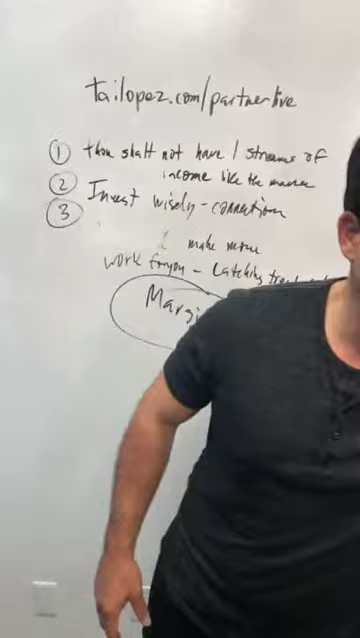 tailopez.com/partnerlive
① thou shalt not have 1 streams of
income like the
② Invest wisely - connection
③
make more
work for you - Catching
Margi